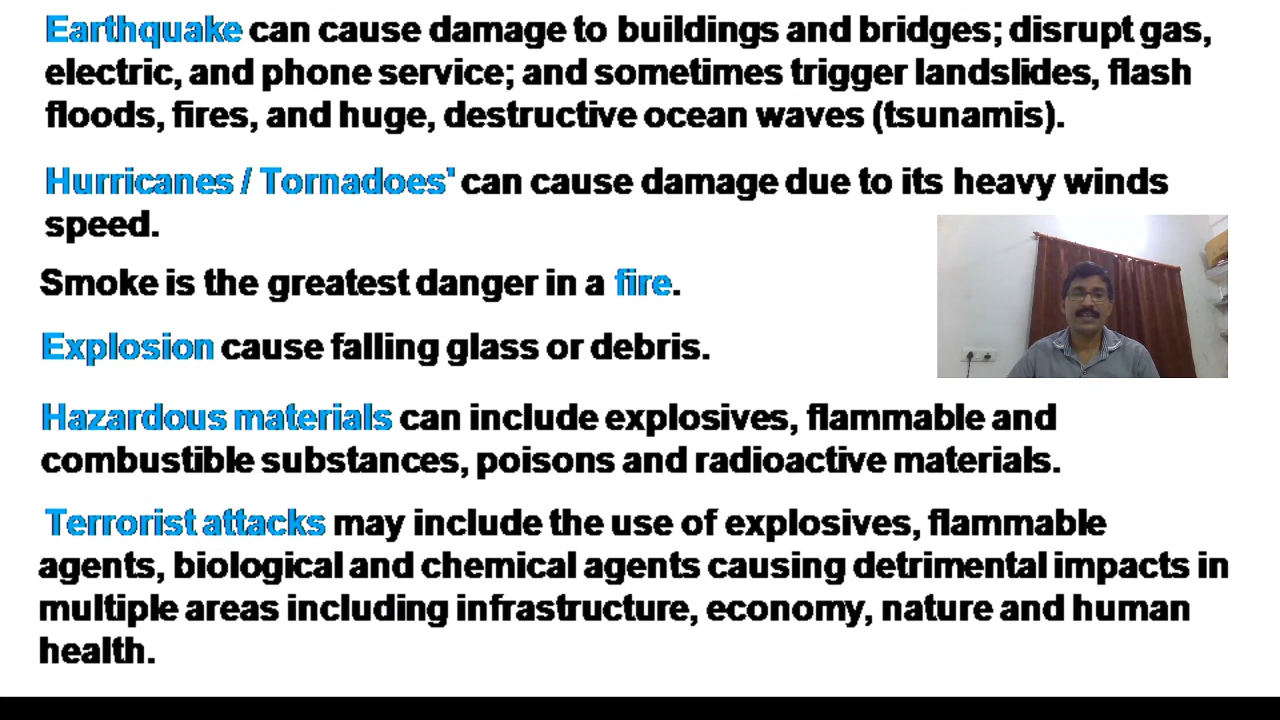 Earthquake can cause damage to buildings and bridges; disrupt gas,
electric, and phone service; and sometimes trigger landslides, flash
floods, fires, and huge, destructive ocean waves (tsunamis).
Hurricanes / Tornadoes' can cause damage due to its heavy winds
speed.
Smoke is the greatest danger in a fire.
Explosion cause falling glass or debris.
Hazardous materials can include explosives, flammable and
combustible substances, poisons and radioactive materials.
Terrorist attacks may include the use of explosives, flammable
agents, biological and chemical agents causing detrimental impacts in
multiple areas including infrastructure, economy, nature and human
health.